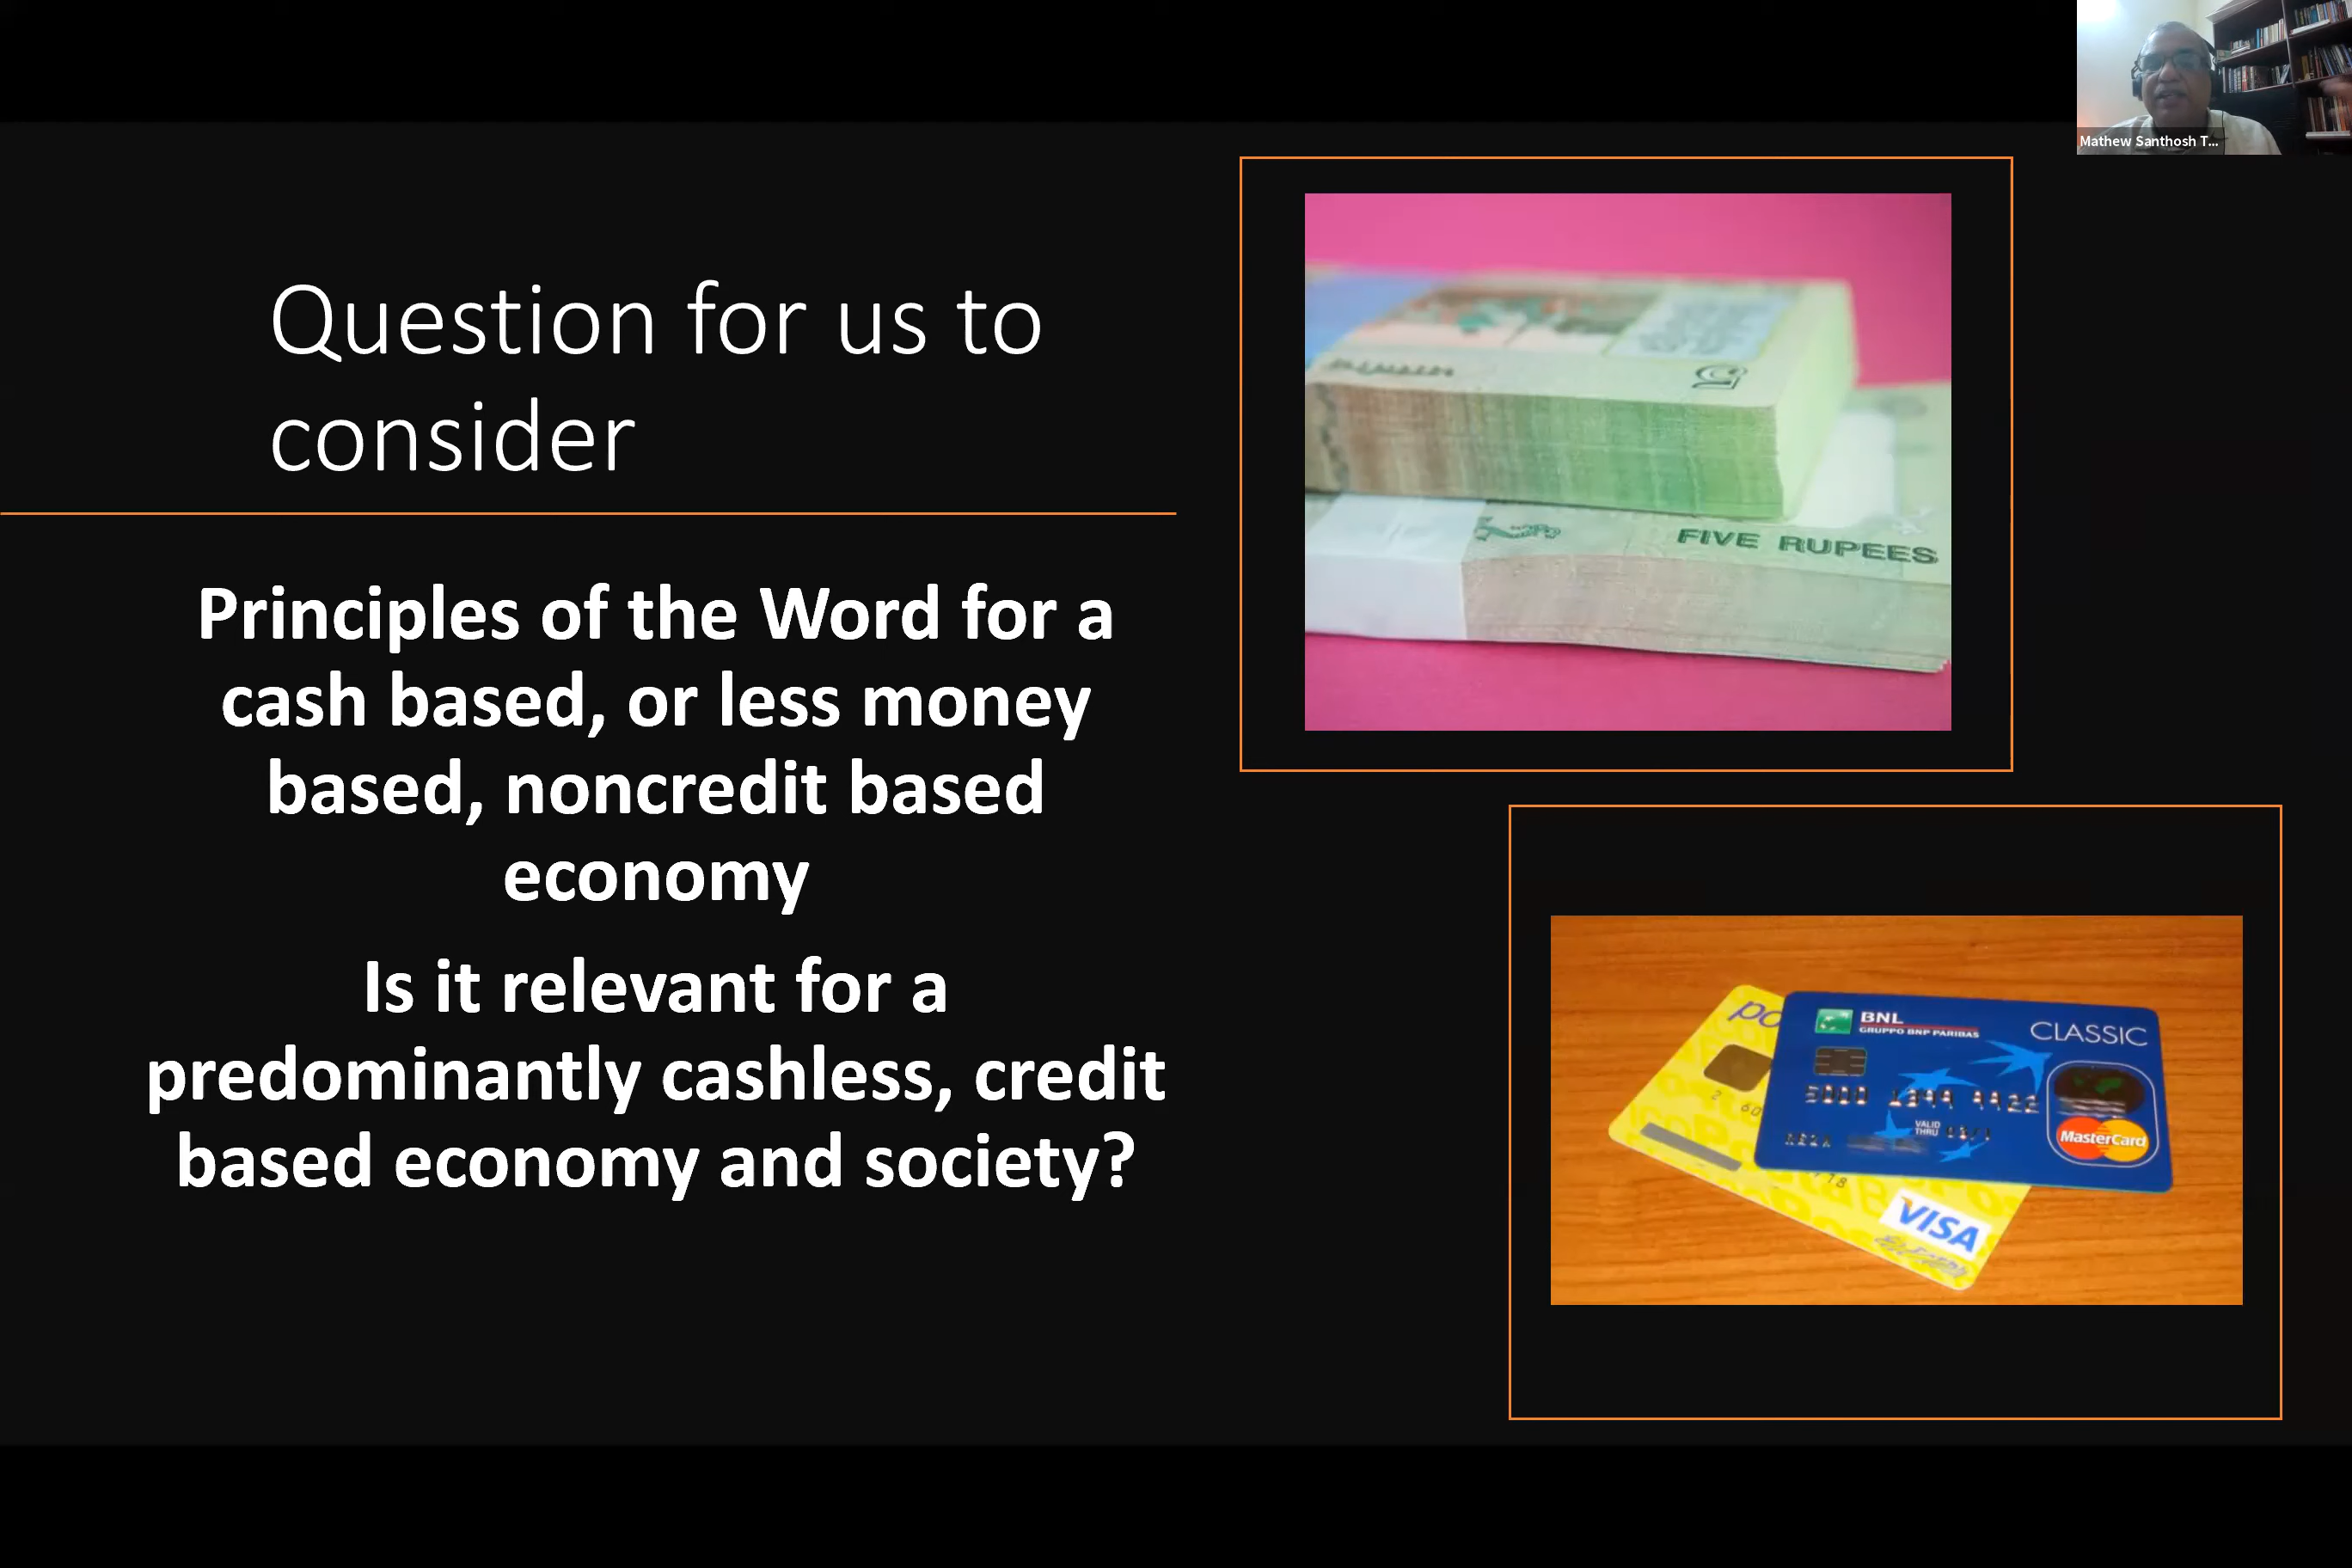 Mathew Santhosh T...
Question for us to
consider
Principles of the Word for a
cash based, or less money
based, noncredit based
economy
Is it relevant for a
predominantly cashless, credit
based economy and society?
5
FIVE RUPEES
BNL
GRUPPO BNP PARIBAS
CLASSIC
VALID
THRU
MasterCard
VISA